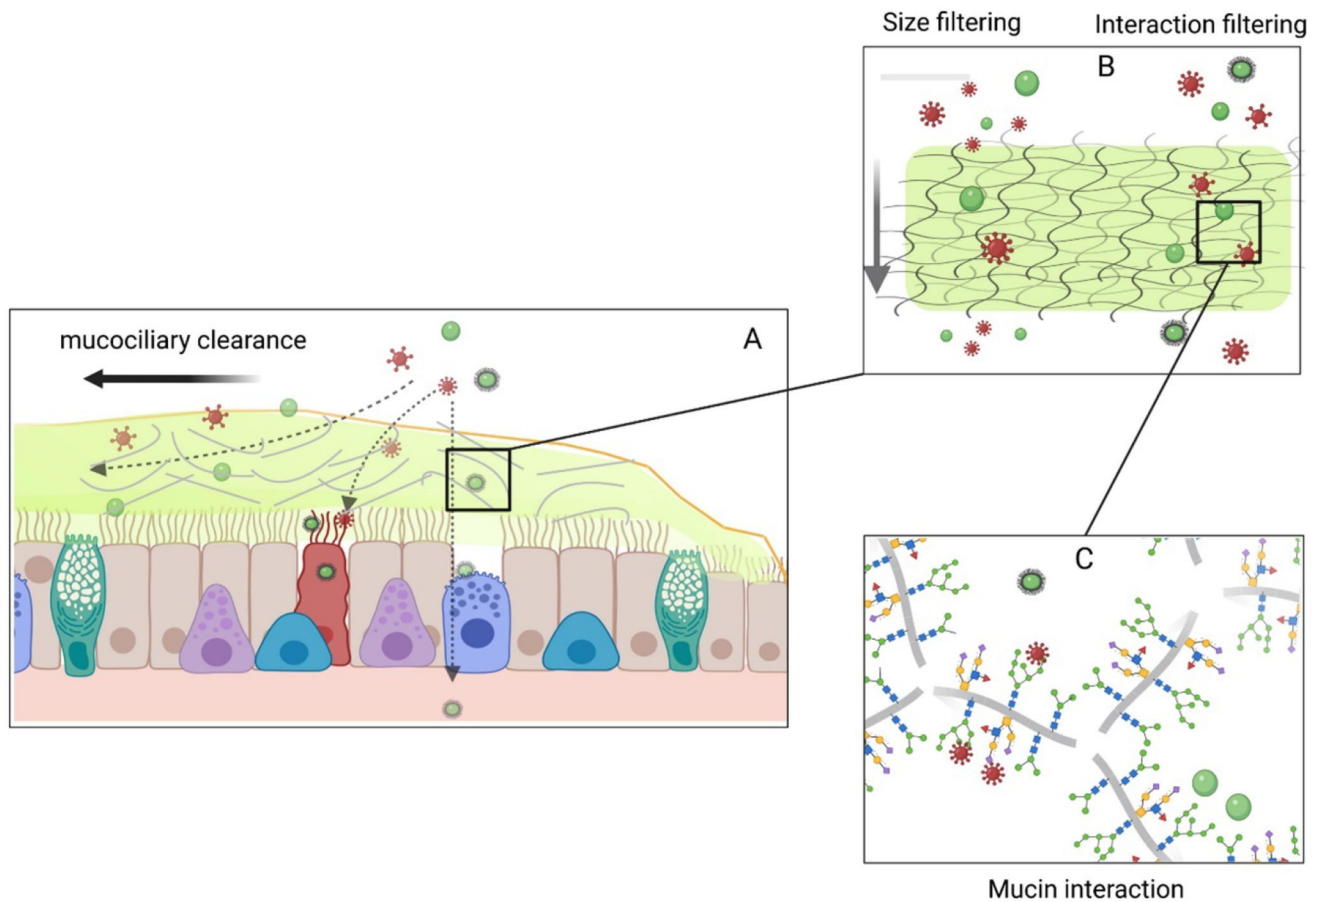 Size filtering
Interaction filtering
B
mucociliary clearance
A
C
Mucin interaction